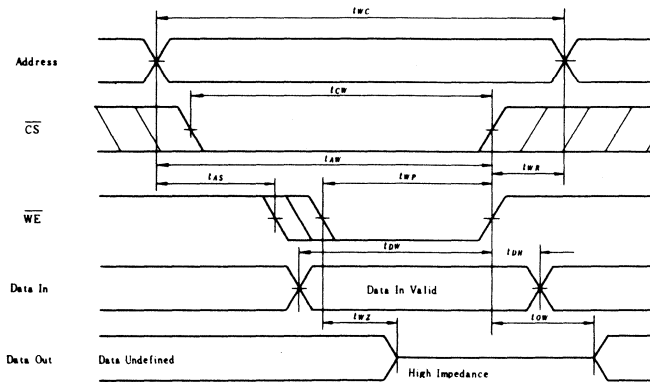 tWC
Address
tCW
CS
tAW
tWR
tAS
tWP
WE
tDW
tDH
Data In
Data In Valid
tWZ
tOW
Data Out
Data Undefined
High Impedance